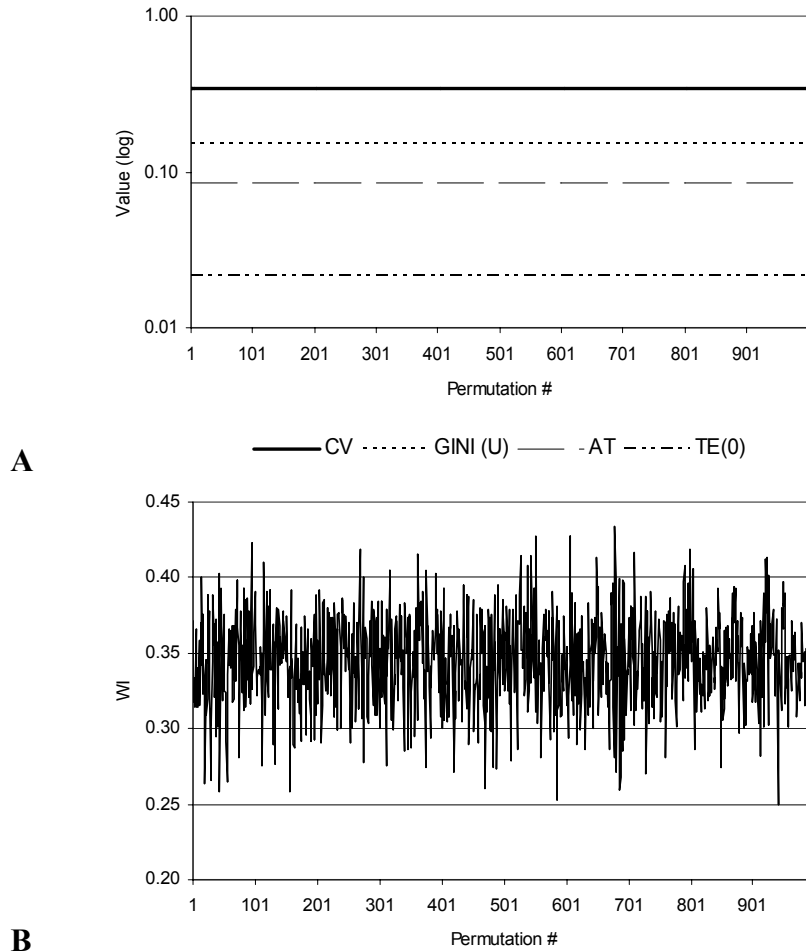 1.00
0.10
0.01
Value (log)
1 101 201 301 401 501 601 701 801 901
Permutation #
A
CV GINI (U) AT TE(0)
0.45
0.40
0.35
0.30
0.25
0.20
WI
1 101 201 301 401 501 601 701 801 901
Permutation #
B